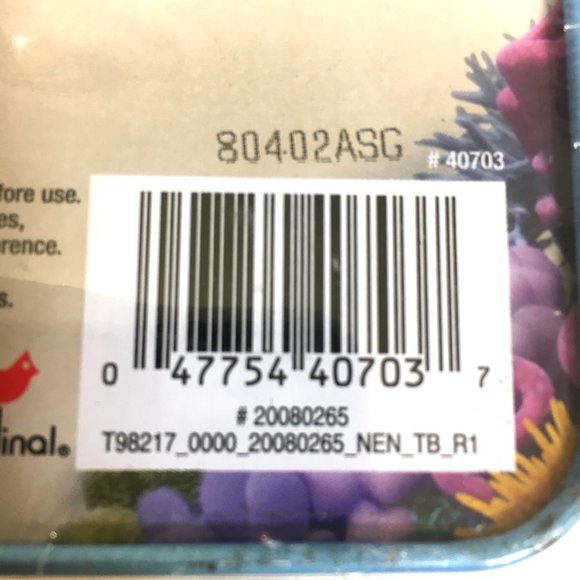 80402ASG
# 40703
fore use.
es,
rence.
s.
inal®
0 47754 40703 7
# 20080265
T98217_0000_20080265_NEN_TB_R1